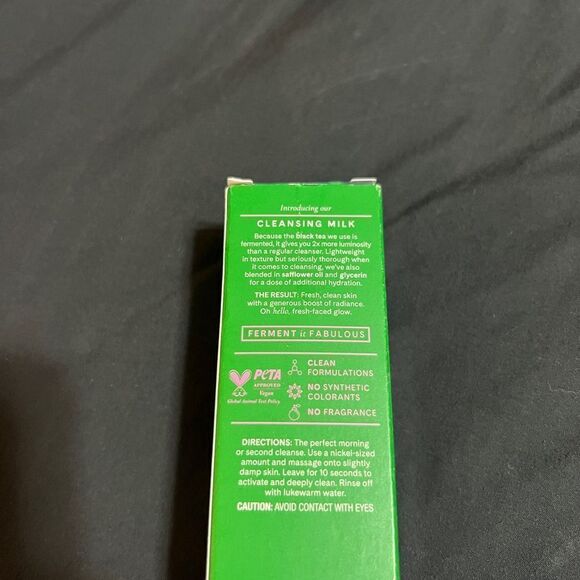 Introducing our
CLEANSING MILK
Because the black tea we use is
fermented, it gives you 2x more luminosity
than a regular cleanser. Lightweight
in texture but seriously thorough when
it comes to cleansing, we've also
blended in safflower oil and glycerin
for a dose of additional hydration.
THE RESULT: Fresh, clean skin
with a generous boost of radiance.
Oh hello, fresh-faced glow.
FERMENT it FABULOUS
PETA
APPROVED
Vegan
Global Animal Test Policy
CLEAN
FORMULATIONS
NO SYNTHETIC
COLORANTS
NO FRAGRANCE
DIRECTIONS: The perfect morning
or second cleanse. Use a nickel-sized
amount and massage onto slightly
damp skin. Leave for 10 seconds to
activate and deeply clean. Rinse off
with lukewarm water.
CAUTION: AVOID CONTACT WITH EYES